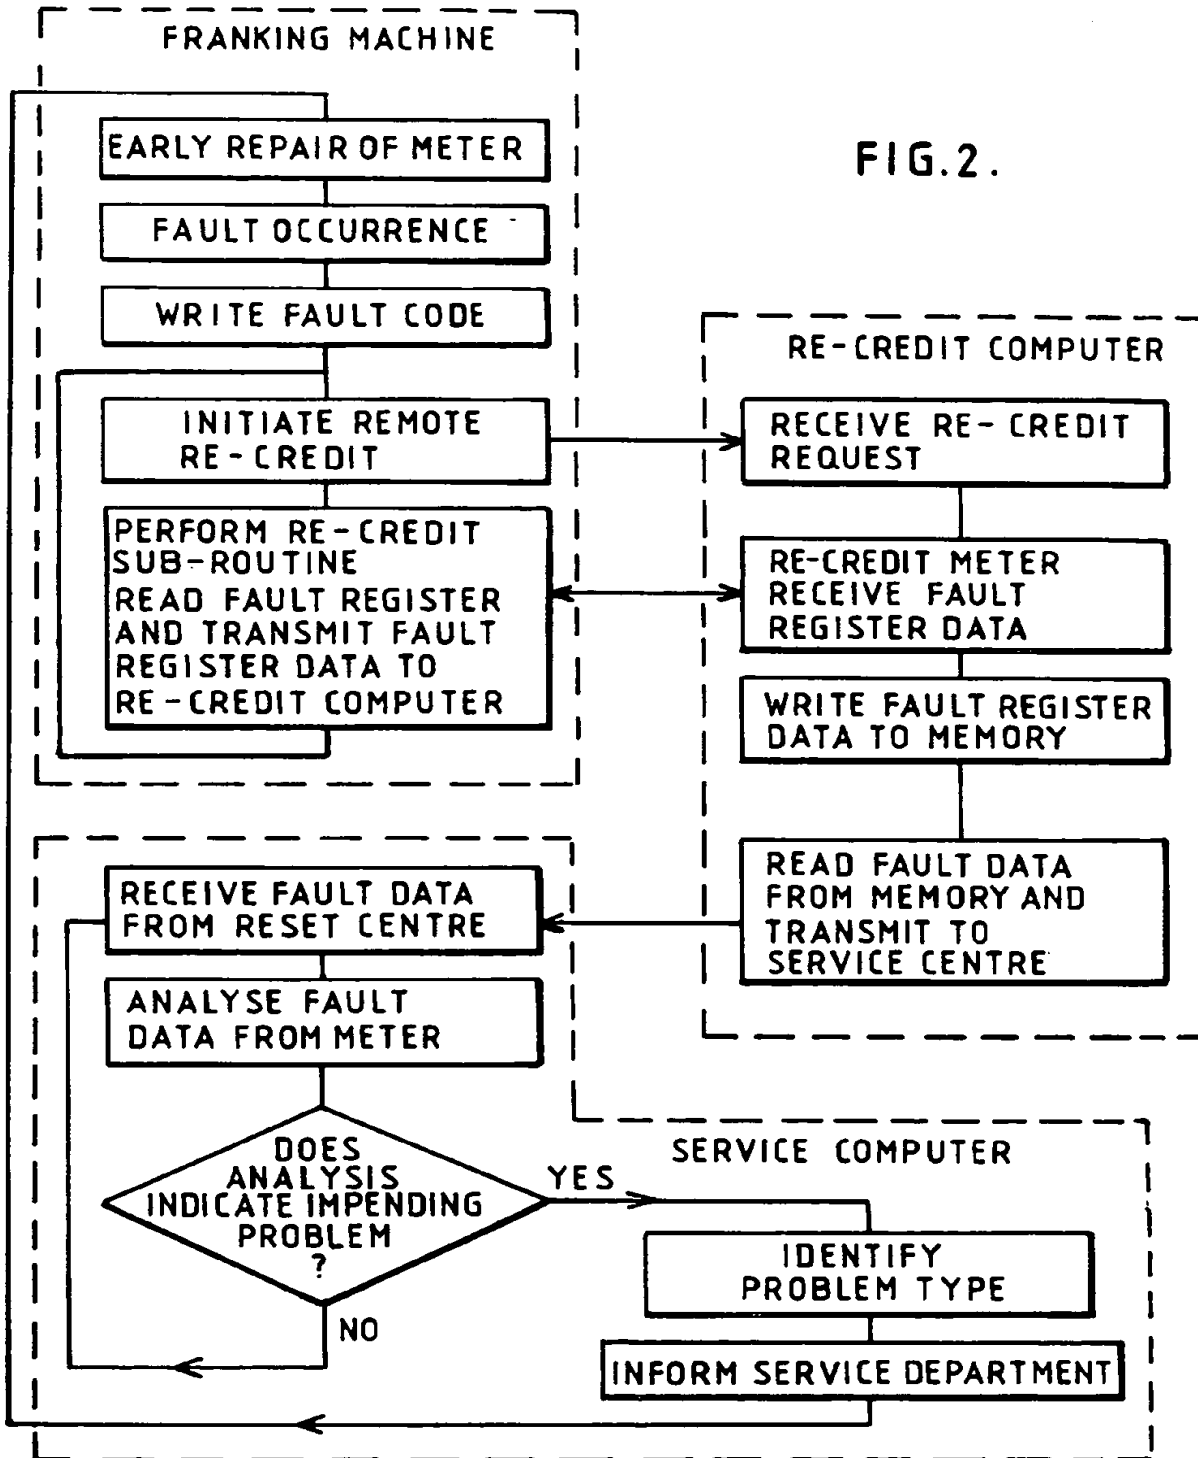 FRANKING MACHINE
EARLY REPAIR OF METER
FAULT OCCURRENCE
WRITE FAULT CODE
INITIATE REMOTE
RE-CREDIT
PERFORM RE-CREDIT
SUB-ROUTINE
READ FAULT REGISTER
AND TRANSMIT FAULT
REGISTER DATA TO
RE-CREDIT COMPUTER
FIG.2.
RE-CREDIT COMPUTER
RECEIVE RE-CREDIT
REQUEST
RE-CREDIT METER
RECEIVE FAULT
REGISTER DATA
WRITE FAULT REGISTER
DATA TO MEMORY
READ FAULT DATA
FROM MEMORY AND
TRANSMIT TO
SERVICE CENTRE
RECEIVE FAULT DATA
FROM RESET CENTRE
ANALYSE FAULT
DATA FROM METER
DOES
ANALYSIS
INDICATE IMPENDING
PROBLEM
?
YES
NO
SERVICE COMPUTER
IDENTIFY
PROBLEM TYPE
INFORM SERVICE DEPARTMENT